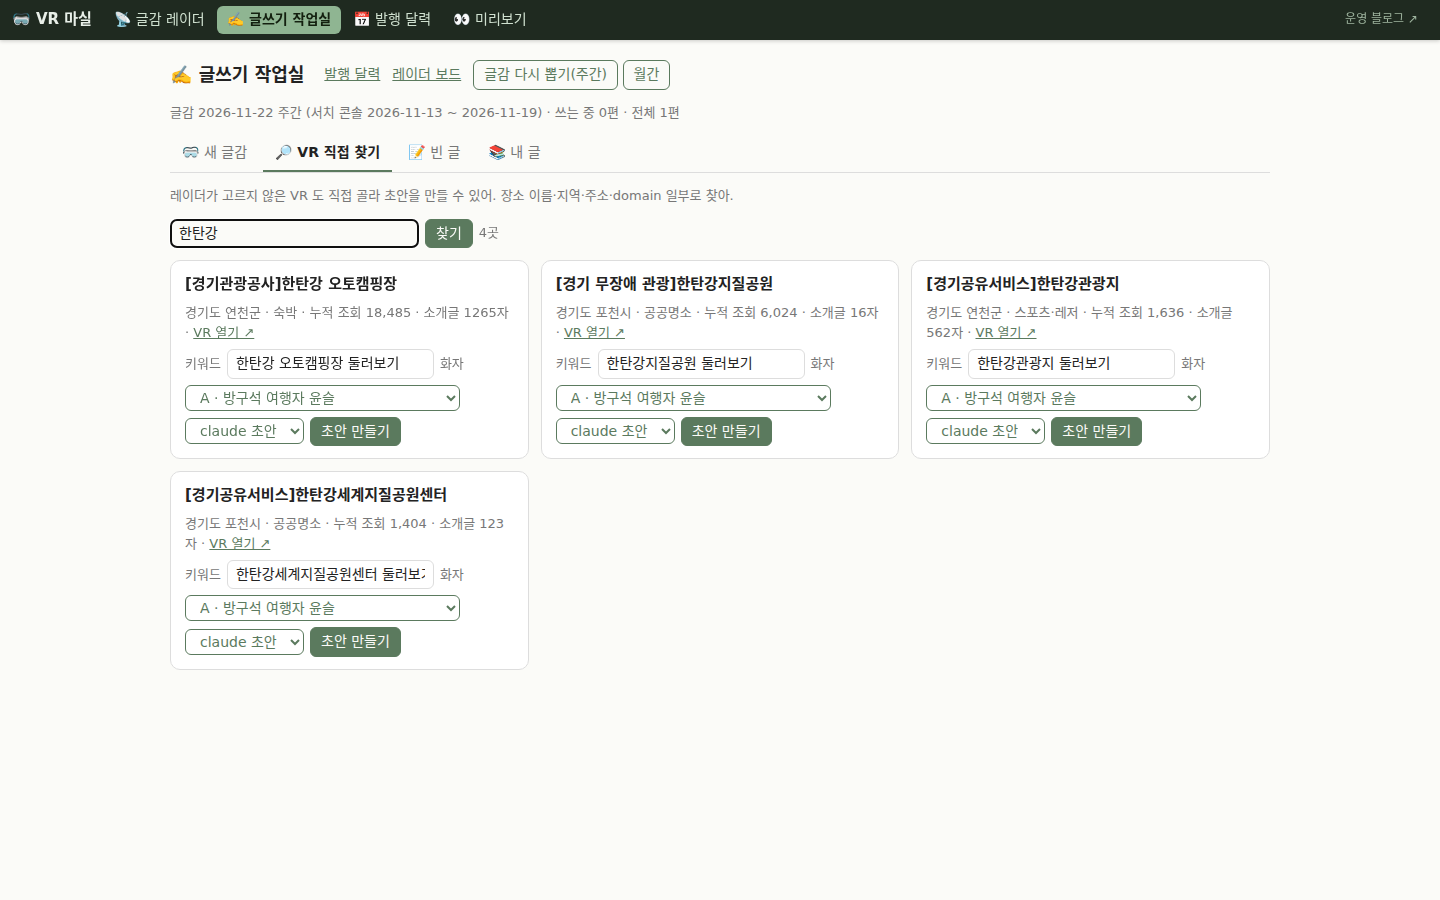 🥽 VR 마실 📡 글감 레이더 ✍️ 글쓰기 작업실 📅 발행 달력 👀 미리보기 운영 블로그 ↗
✍️ 글쓰기 작업실 발행 달력 레이더 보드 글감 다시 뽑기(주간) 월간
글감 2026-11-22 주간 (서치 콘솔 2026-11-13 ~ 2026-11-19) · 쓰는 중 0편 · 전체 1편
🥽 새 글감 🔎 VR 직접 찾기 📝 빈 글 📚 내 글
레이더가 고르지 않은 VR 도 직접 골라 초안을 만들 수 있어. 장소 이름·지역·주소·domain 일부로 찾아.
한탄강 찾기 4곳
[경기관광공사]한탄강 오토캠핑장
경기도 연천군 · 숙박 · 누적 조회 18,485 · 소개글 1265자
· VR 열기 ↗
키워드 한탄강 오토캠핑장 둘러보기 화자
A · 방구석 여행자 윤슬
claude 초안 초안 만들기
[경기 무장애 관광]한탄강지질공원
경기도 포천시 · 공공명소 · 누적 조회 6,024 · 소개글 16자
· VR 열기 ↗
키워드 한탄강지질공원 둘러보기 화자
A · 방구석 여행자 윤슬
claude 초안 초안 만들기
[경기공유서비스]한탄강관광지
경기도 연천군 · 스포츠·레저 · 누적 조회 1,636 · 소개글
562자 · VR 열기 ↗
키워드 한탄강관광지 둘러보기 화자
A · 방구석 여행자 윤슬
claude 초안 초안 만들기
[경기공유서비스]한탄강세계지질공원센터
경기도 포천시 · 공공명소 · 누적 조회 1,404 · 소개글 123
자 · VR 열기 ↗
키워드 한탄강세계지질공원센터 둘러보 화자
A · 방구석 여행자 윤슬
claude 초안 초안 만들기